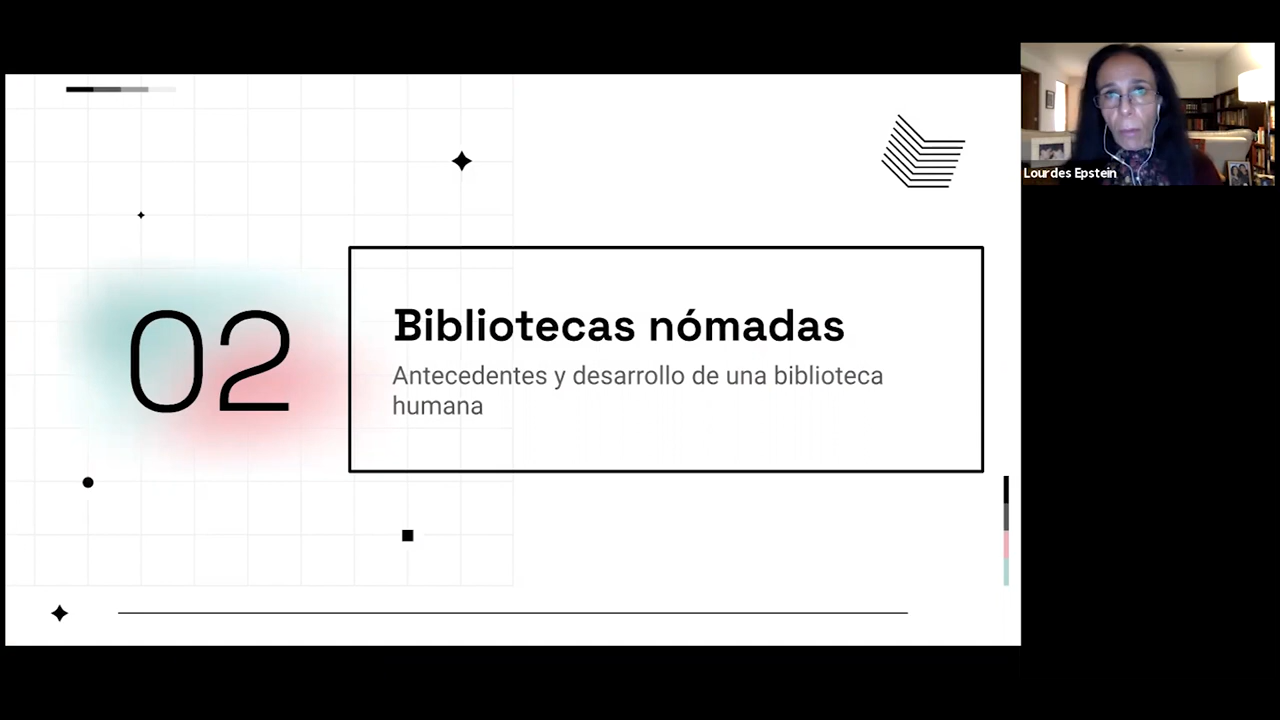 02
Bibliotecas nómadas
Antecedentes y desarrollo de una biblioteca
humana
Lourdes Epstein